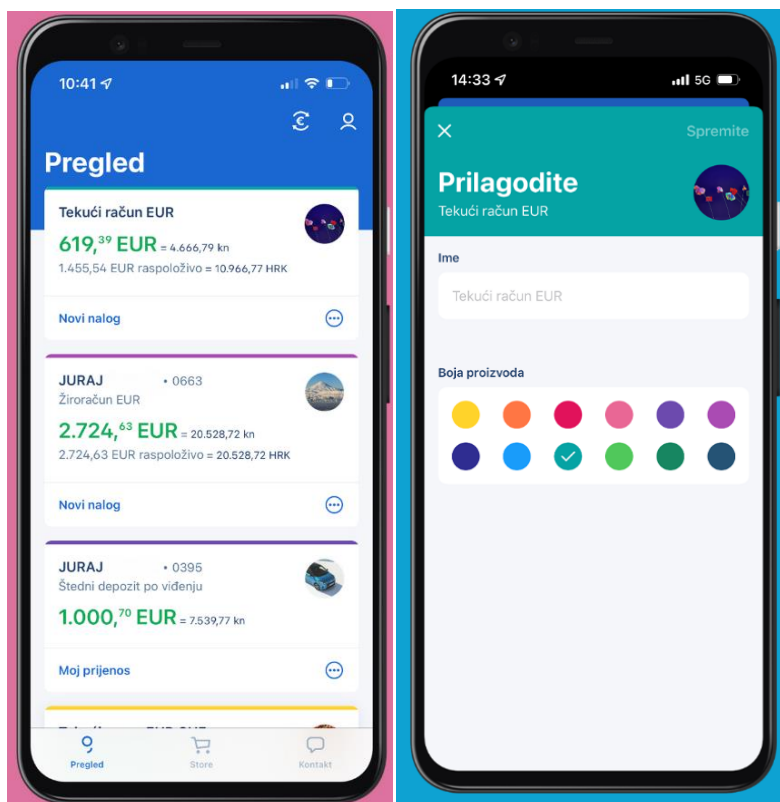 10:41
Pregled
Tekući račun EUR
619,39 EUR = 4.666,79 kn
1.455,54 EUR raspoloživo = 10.966,77 HRK
Novi nalog
JURAJ • 0663
Žiroračun EUR
2.724,63 EUR = 20.528,72 kn
2.724,63 EUR raspoloživo = 20.528,72 HRK
Novi nalog
JURAJ • 0395
Štedni depozit po viđenju
1.000,70 EUR = 7.539,77 kn
Moj prijenos
Pregled Store Kontakt
14:33 5G
Spremite
Prilagodite
Tekući račun EUR
Ime
Tekući račun EUR
Boja proizvoda